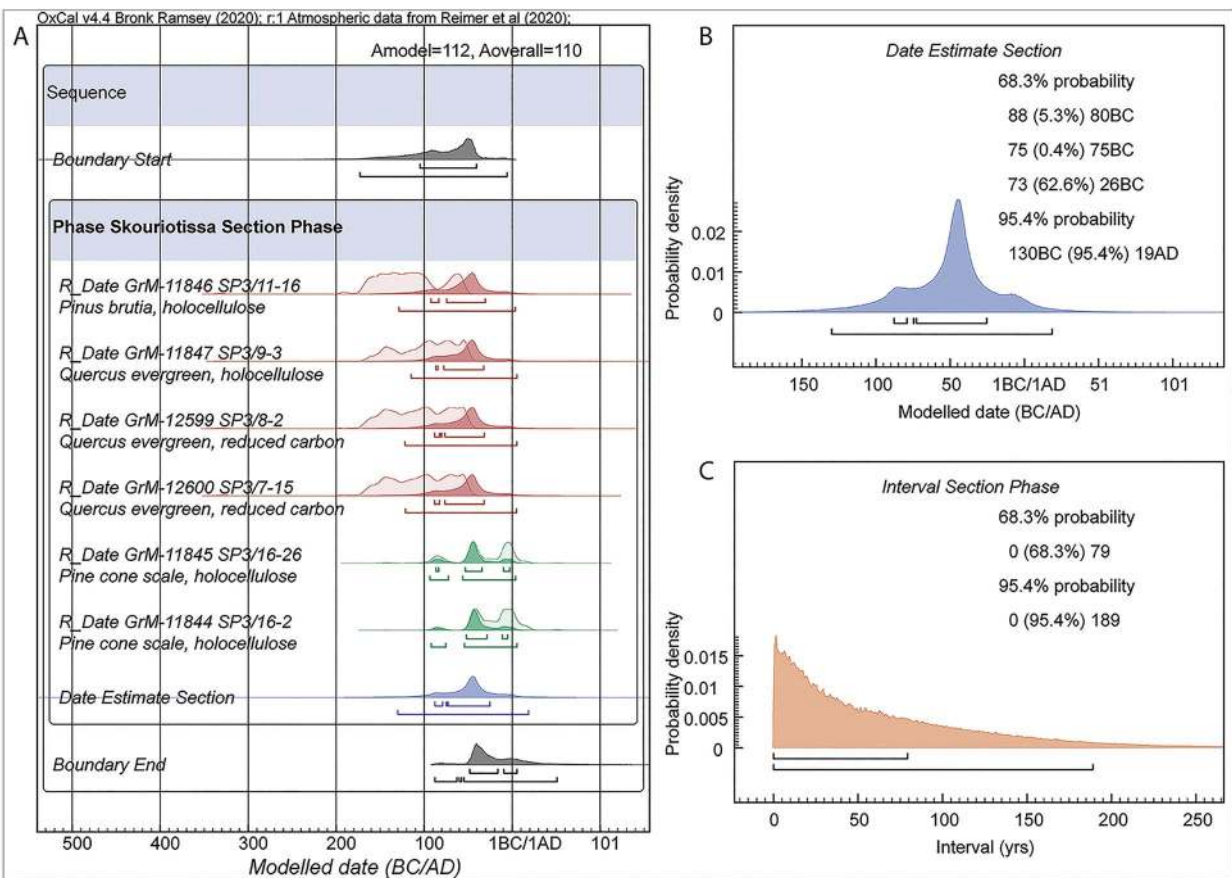 OxCal v4.4 Bronk Ramsey (2020); r:1 Atmospheric data from Reimer et al (2020);
A
Amodel=112, Aoverall=110
Sequence
Boundary Start
Phase Skouriotissa Section Phase
R_Date GrM-11846 SP3/11-16
Pinus brutia, holocellulose
R_Date GrM-11847 SP3/9-3
Quercus evergreen, holocellulose
R_Date GrM-12599 SP3/8-2
Quercus evergreen, reduced carbon
R_Date GrM-12600 SP3/7-15
Quercus evergreen, reduced carbon
R_Date GrM-11845 SP3/16-26
Pine cone scale, holocellulose
R_Date GrM-11844 SP3/16-2
Pine cone scale, holocellulose
Date Estimate Section
Boundary End
500 400 300 200 100 1BC/1AD 101
Modelled date (BC/AD)
B
Date Estimate Section
68.3% probability
88 (5.3%) 80BC
75 (0.4%) 75BC
73 (62.6%) 26BC
95.4% probability
130BC (95.4%) 19AD
Probability density
0.02
0.01
0
150 100 50 1BC/1AD 51 101
Modelled date (BC/AD)
C
Interval Section Phase
68.3% probability
0 (68.3%) 79
95.4% probability
0 (95.4%) 189
Probability density
0.015
0.01
0.005
0
0 50 100 150 200 250
Interval (yrs)